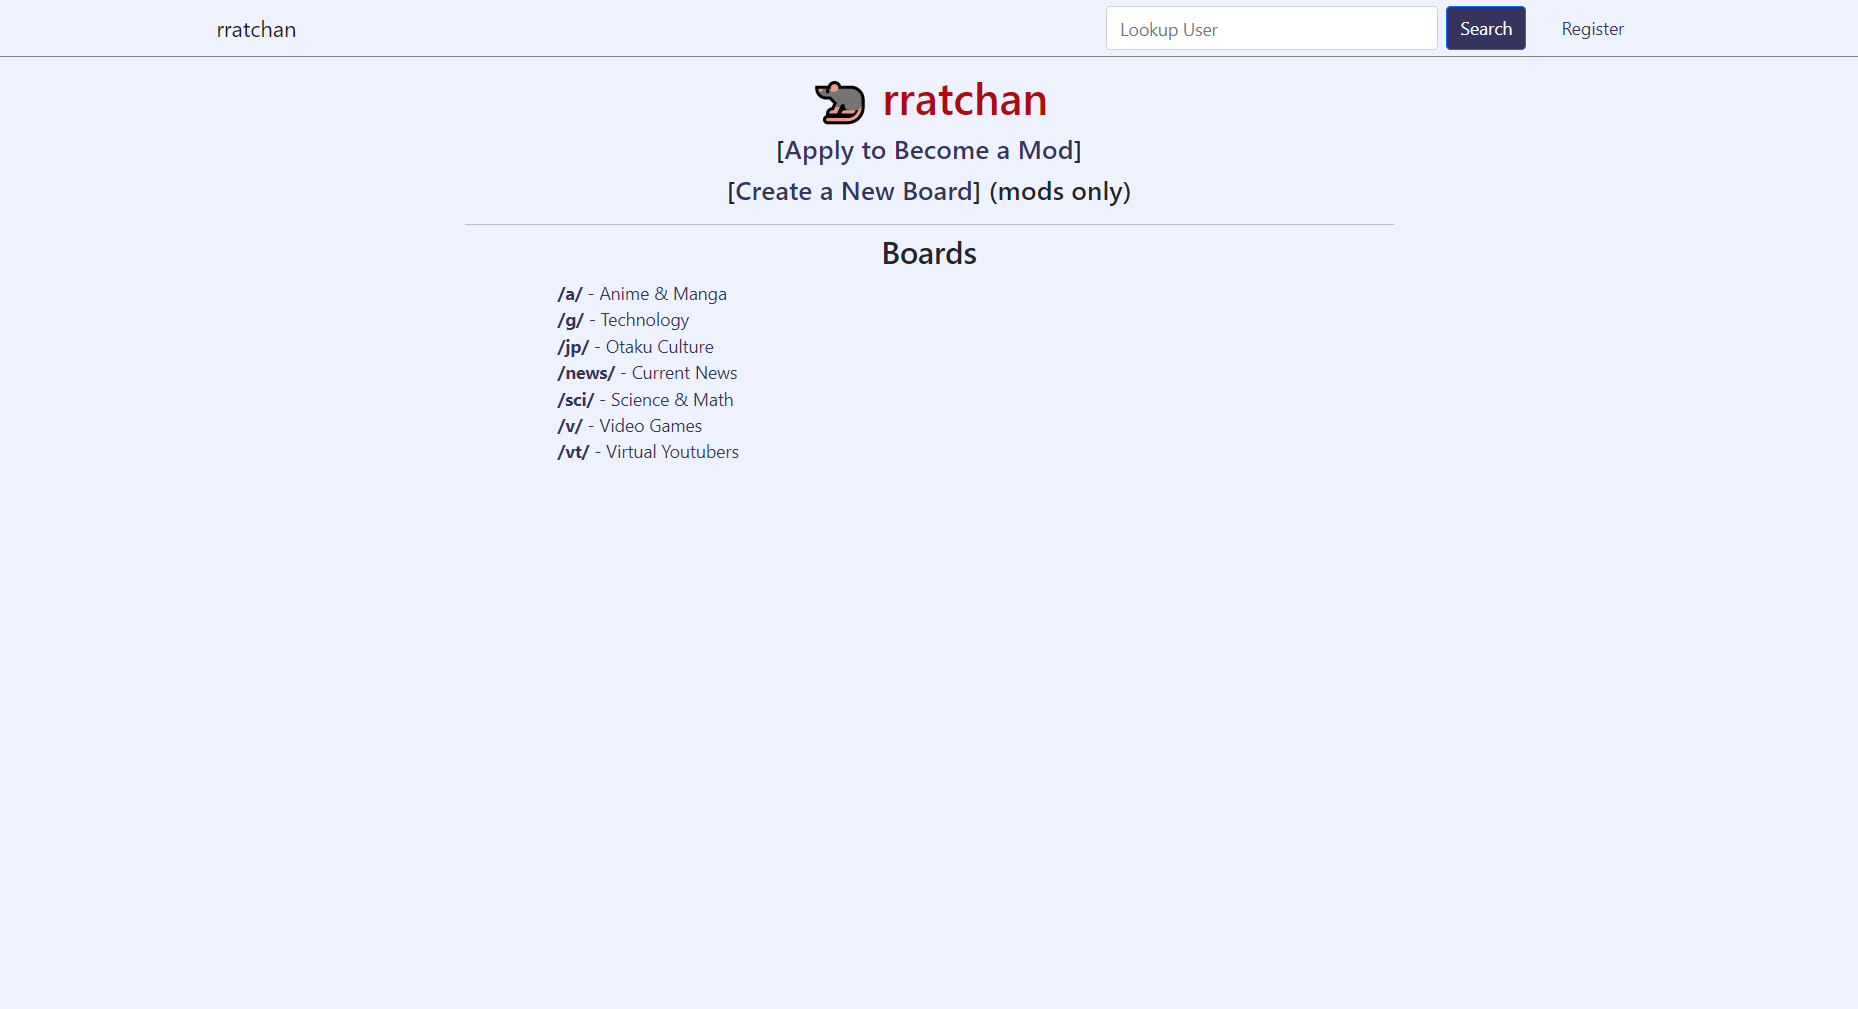 rratchan Lookup User Search Register
rratchan
[Apply to Become a Mod]
[Create a New Board] (mods only)
Boards
/a/ - Anime & Manga
/g/ - Technology
/jp/ - Otaku Culture
/news/ - Current News
/sci/ - Science & Math
/v/ - Video Games
/vt/ - Virtual Youtubers